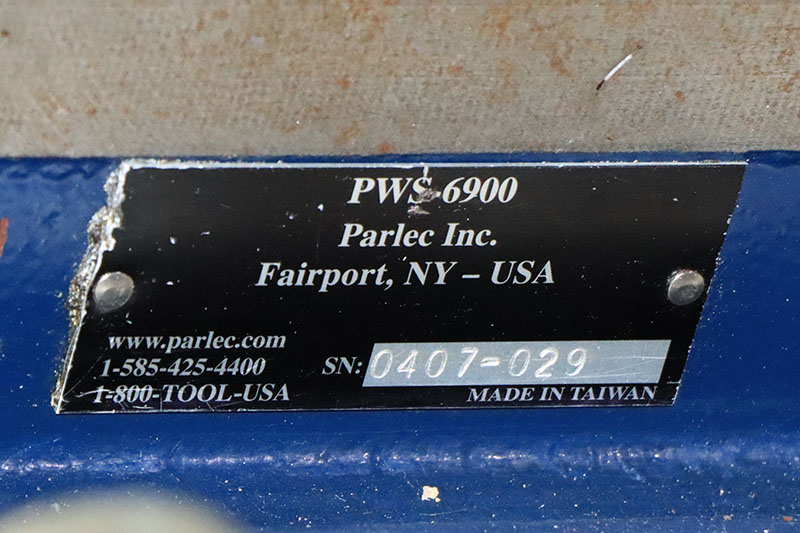 PWS-6900
Parlec Inc.
Fairport, NY – USA
www.parlec.com
1-585-425-4400
1-800-TOOL-USA
SN: 0407-029
MADE IN TAIWAN